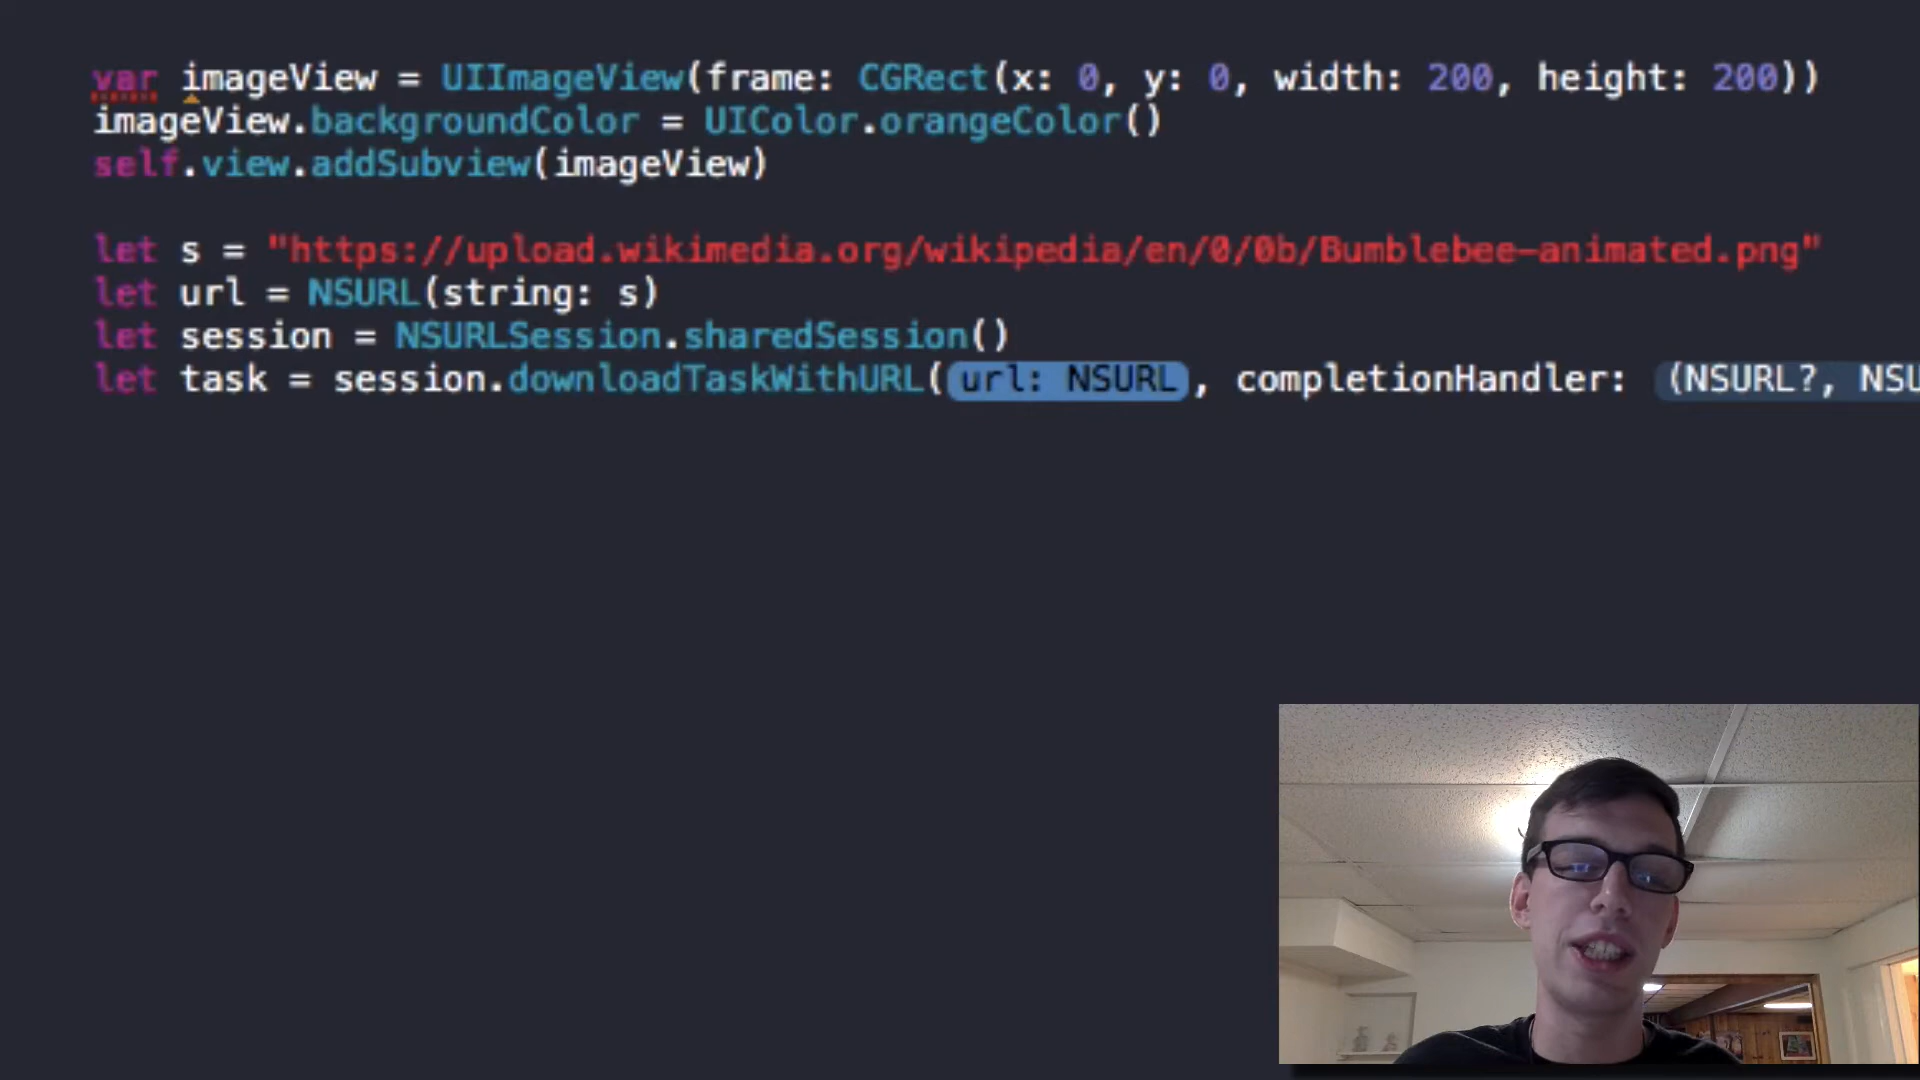 var imageView = UIImageView(frame: CGRect(x: 0, y: 0, width: 200, height: 200))
imageView.backgroundColor = UIColor.orangeColor()
self.view.addSubview(imageView)
let s = "https://upload.wikimedia.org/wikipedia/en/0/0b/Bumblebee-animated.png"
let url = NSURL(string: s)
let session = NSURLSession.sharedSession()
let task = session.downloadTaskWithURL(url: NSURL, completionHandler: (NSURL?, NSU